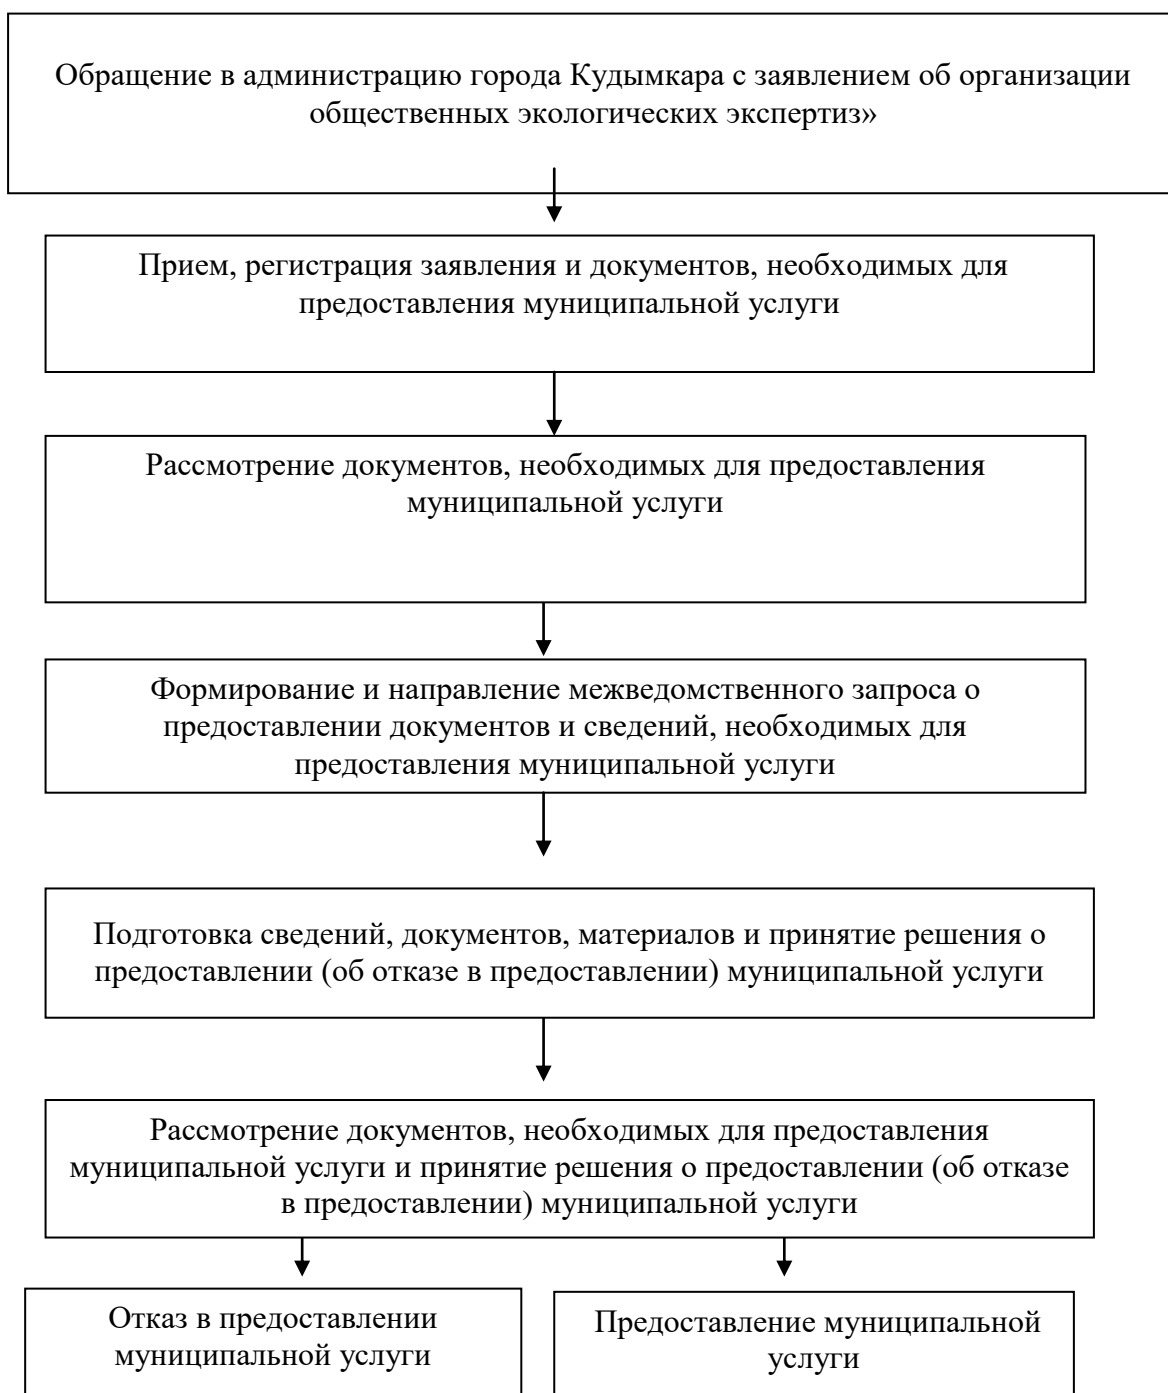 Обращение в администрацию города Кудымкара с заявлением об организации
общественных экологических экспертиз»
Прием, регистрация заявления и документов, необходимых для
предоставления муниципальной услуги
Рассмотрение документов, необходимых для предоставления
муниципальной услуги
Формирование и направление межведомственного запроса о
предоставлении документов и сведений, необходимых для
предоставления муниципальной услуги
Подготовка сведений, документов, материалов и принятие решения о
предоставлении (об отказе в предоставлении) муниципальной услуги
Рассмотрение документов, необходимых для предоставления
муниципальной услуги и принятие решения о предоставлении (об отказе
в предоставлении) муниципальной услуги
Отказ в предоставлении
муниципальной услуги
Предоставление муниципальной
услуги